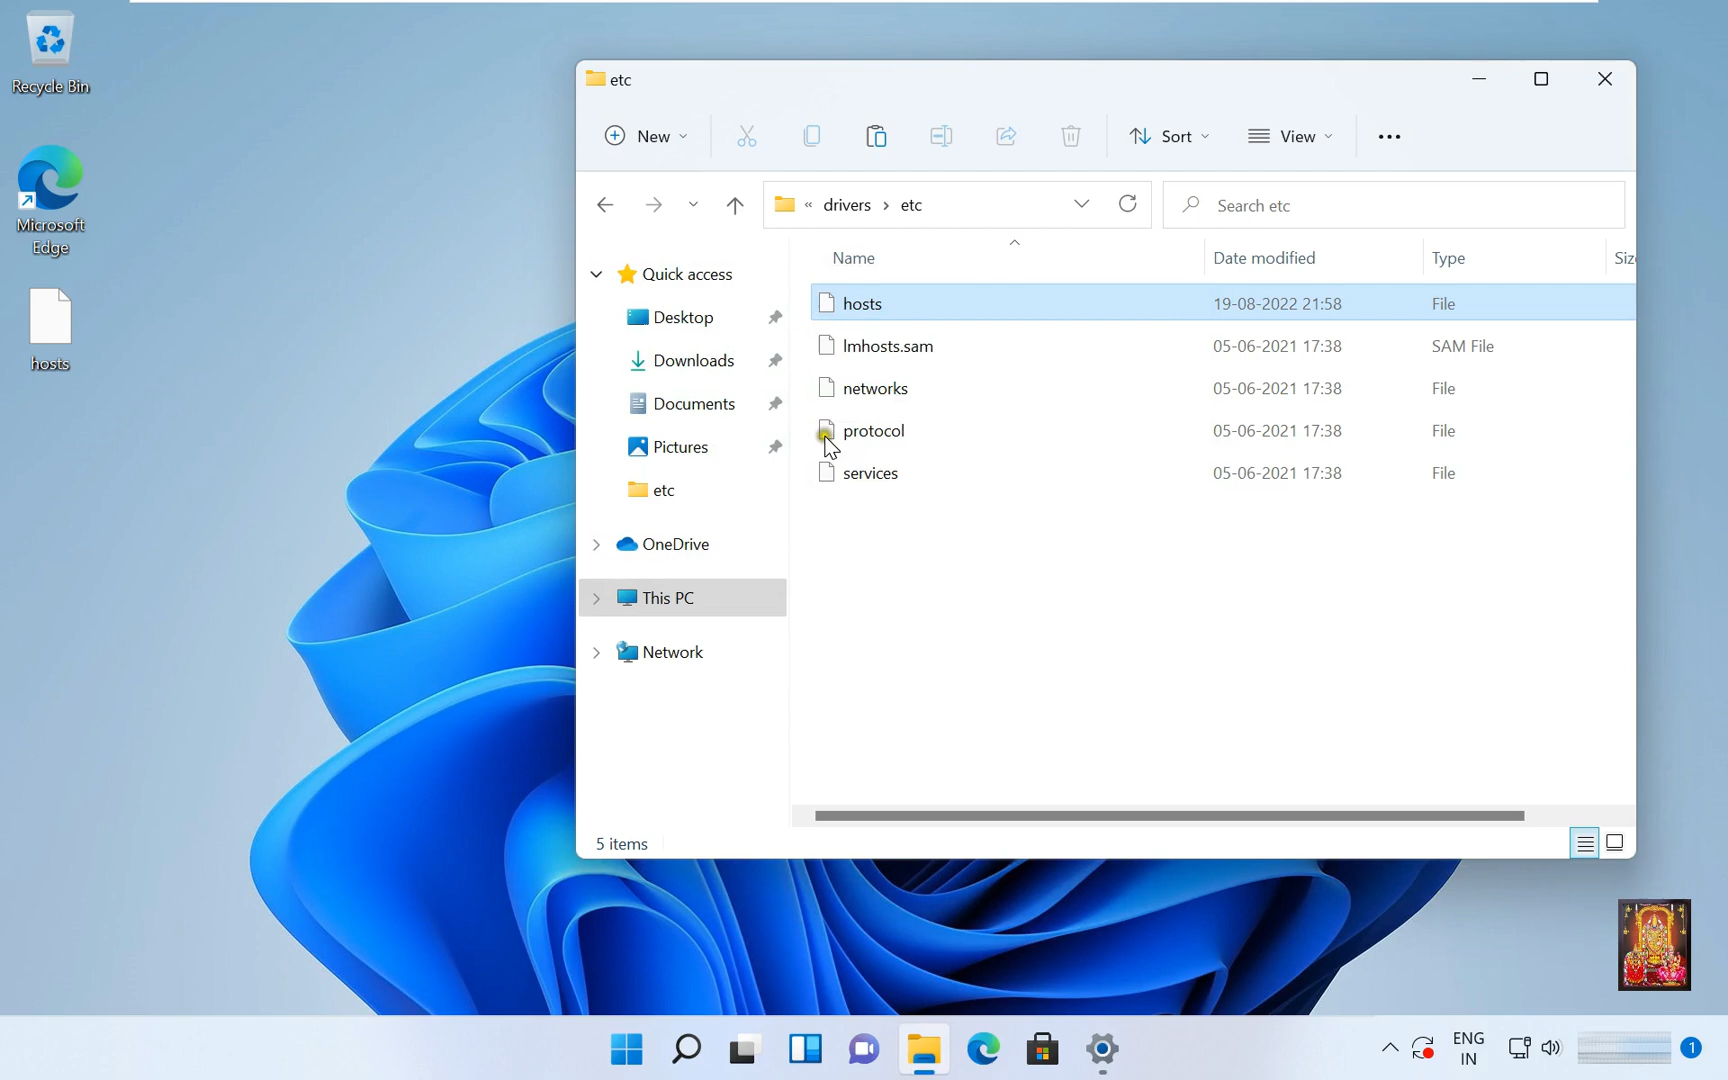 Recycle Bin
Microsoft
Edge
hosts
etc
New
Sort
View
« drivers › etc
Search etc
Name
Date modified
Type
Quick access
Desktop
Downloads
Documents
Pictures
etc
OneDrive
This PC
Network
hosts 19-08-2022 21:58 File
lmhosts.sam 05-06-2021 17:38 SAM File
networks 05-06-2021 17:38 File
protocol 05-06-2021 17:38 File
services 05-06-2021 17:38 File
5 items
ENG
IN
1